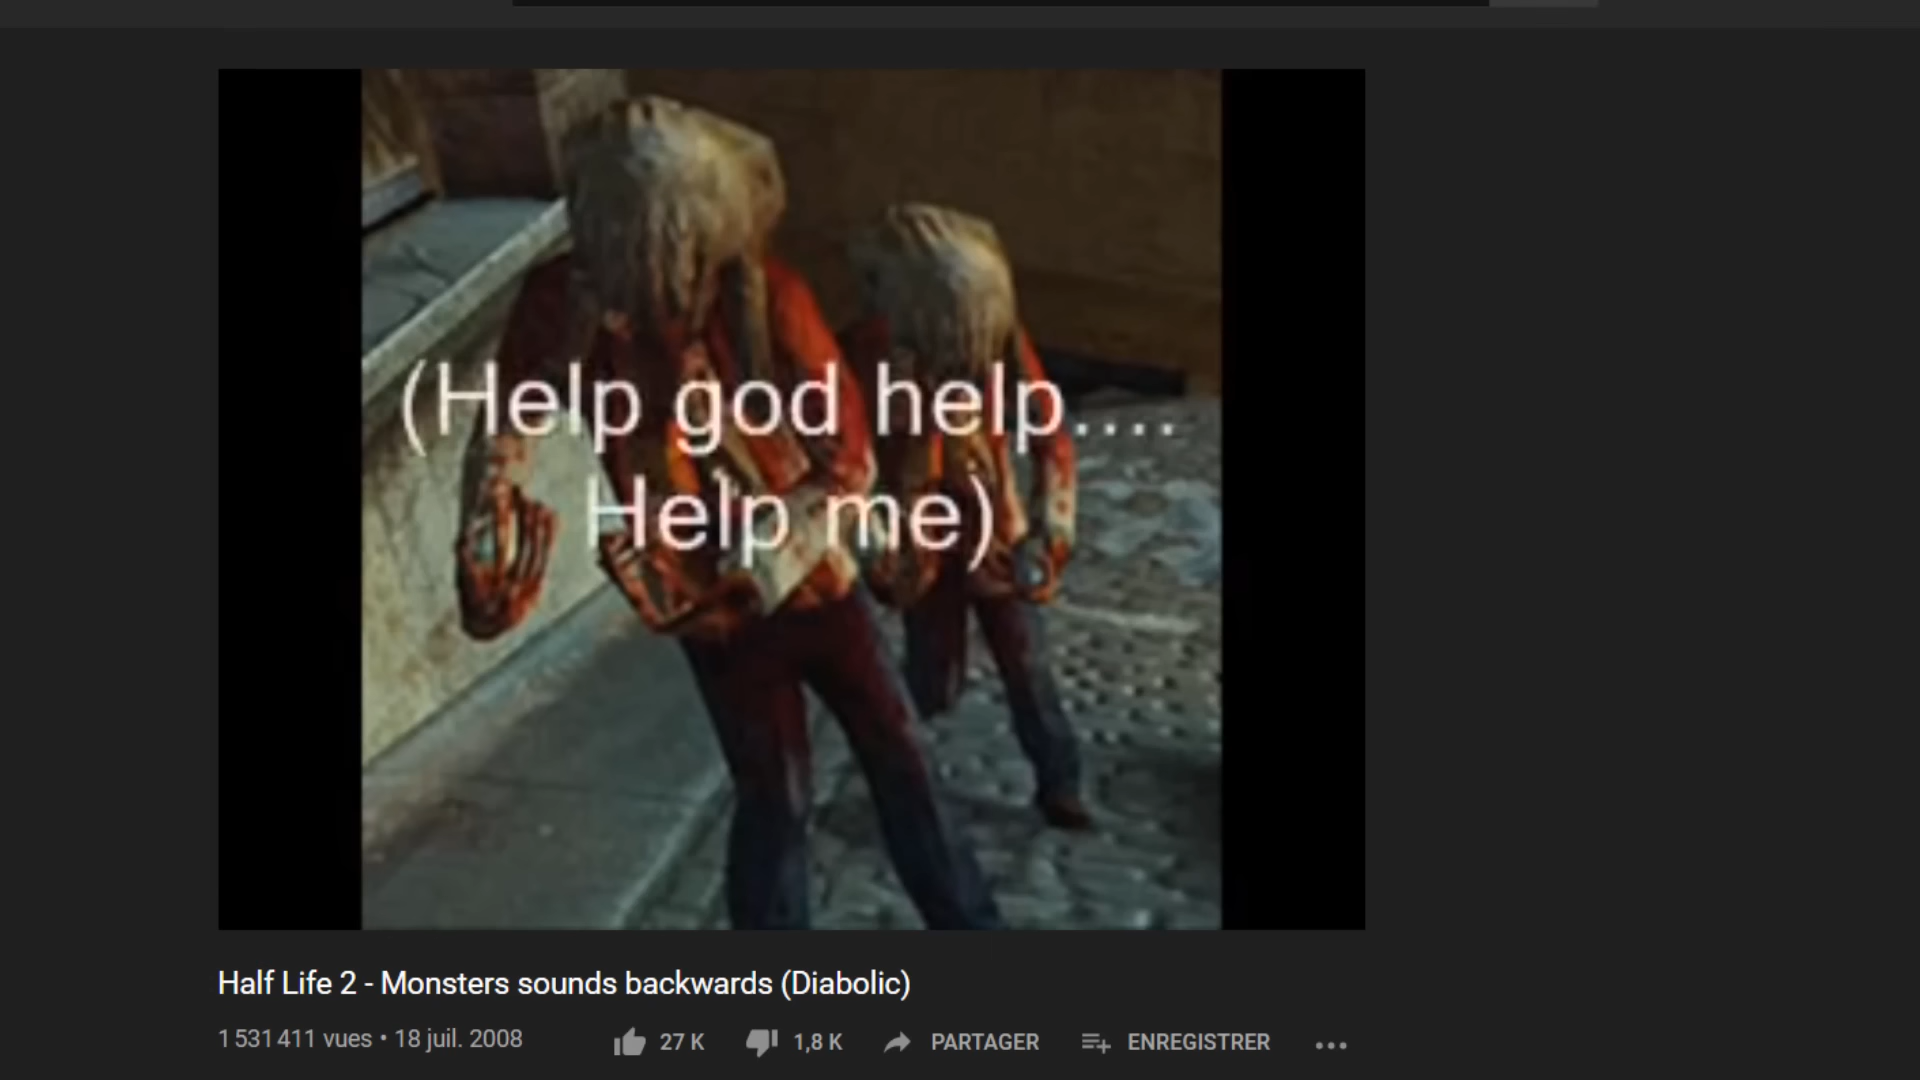 (Help god help....
Help me)
Half Life 2 - Monsters sounds backwards (Diabolic)
1 531 411 vues • 18 juil. 2008 27 K 1,8 K PARTAGER ENREGISTRER